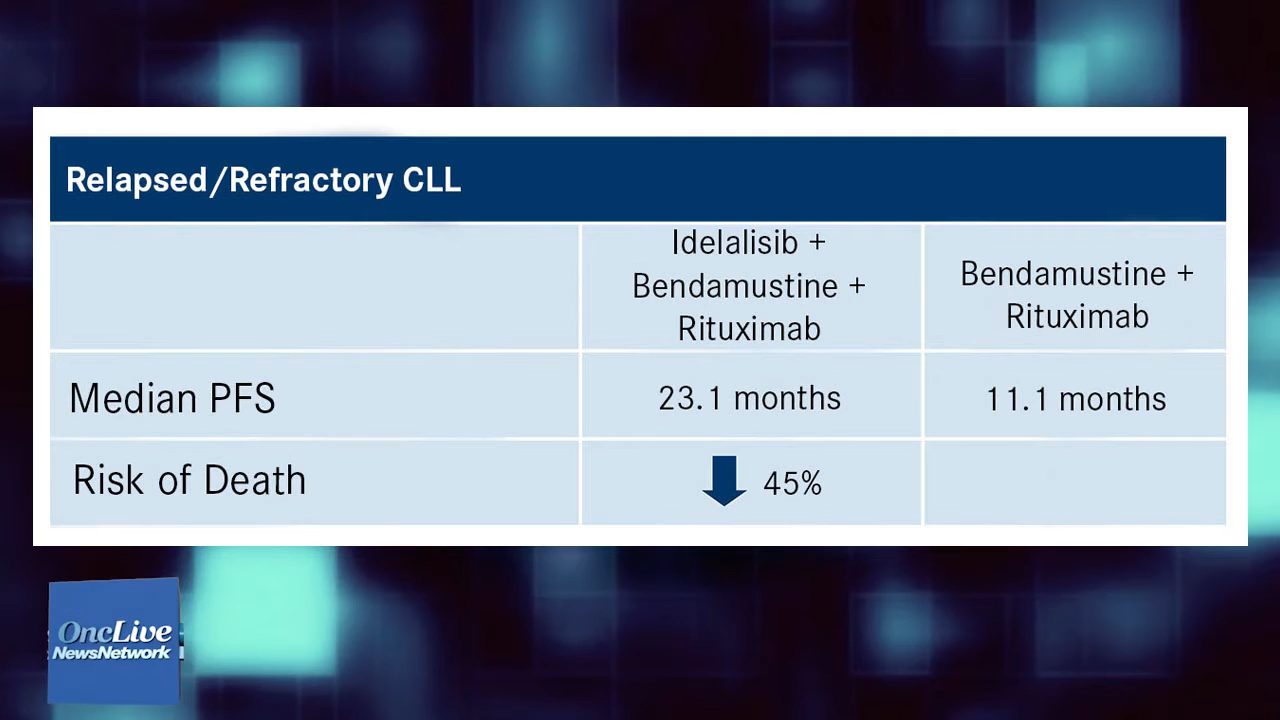 Relapsed/Refractory CLL
Idelalisib +
Bendamustine +
Rituximab
Bendamustine +
Rituximab
Median PFS
23.1 months
11.1 months
Risk of Death
45%
OncLive
NewsNetwork